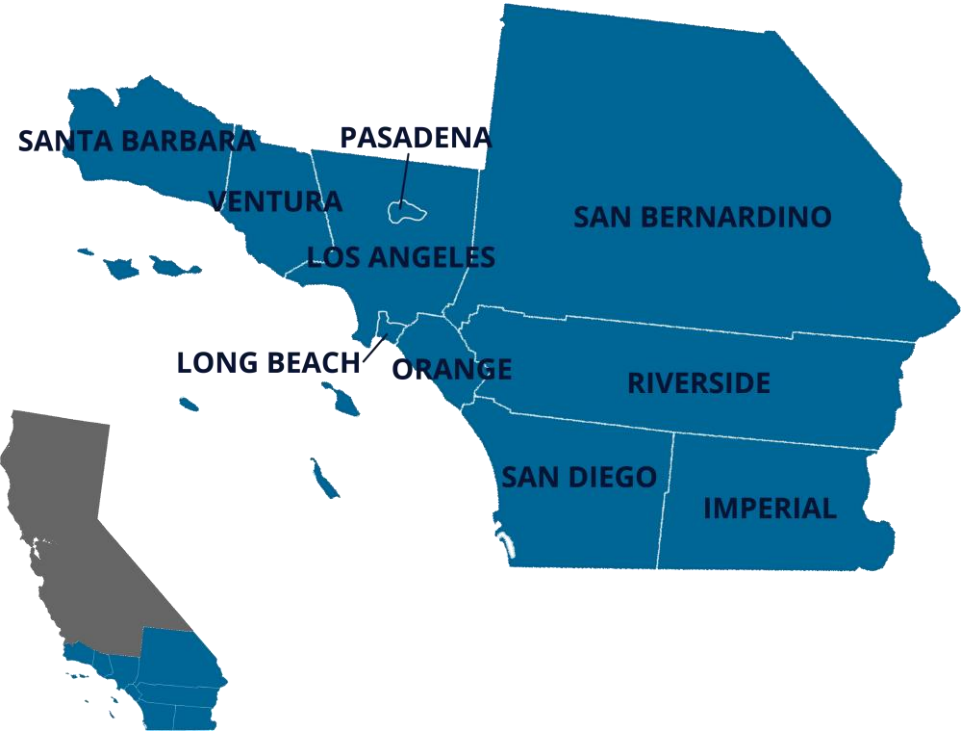 PASADENA
SANTA BARBARA
VENTURA
SAN BERNARDINO
LOS ANGELES
LONG BEACH
ORANGE
RIVERSIDE
SAN DIEGO
IMPERIAL